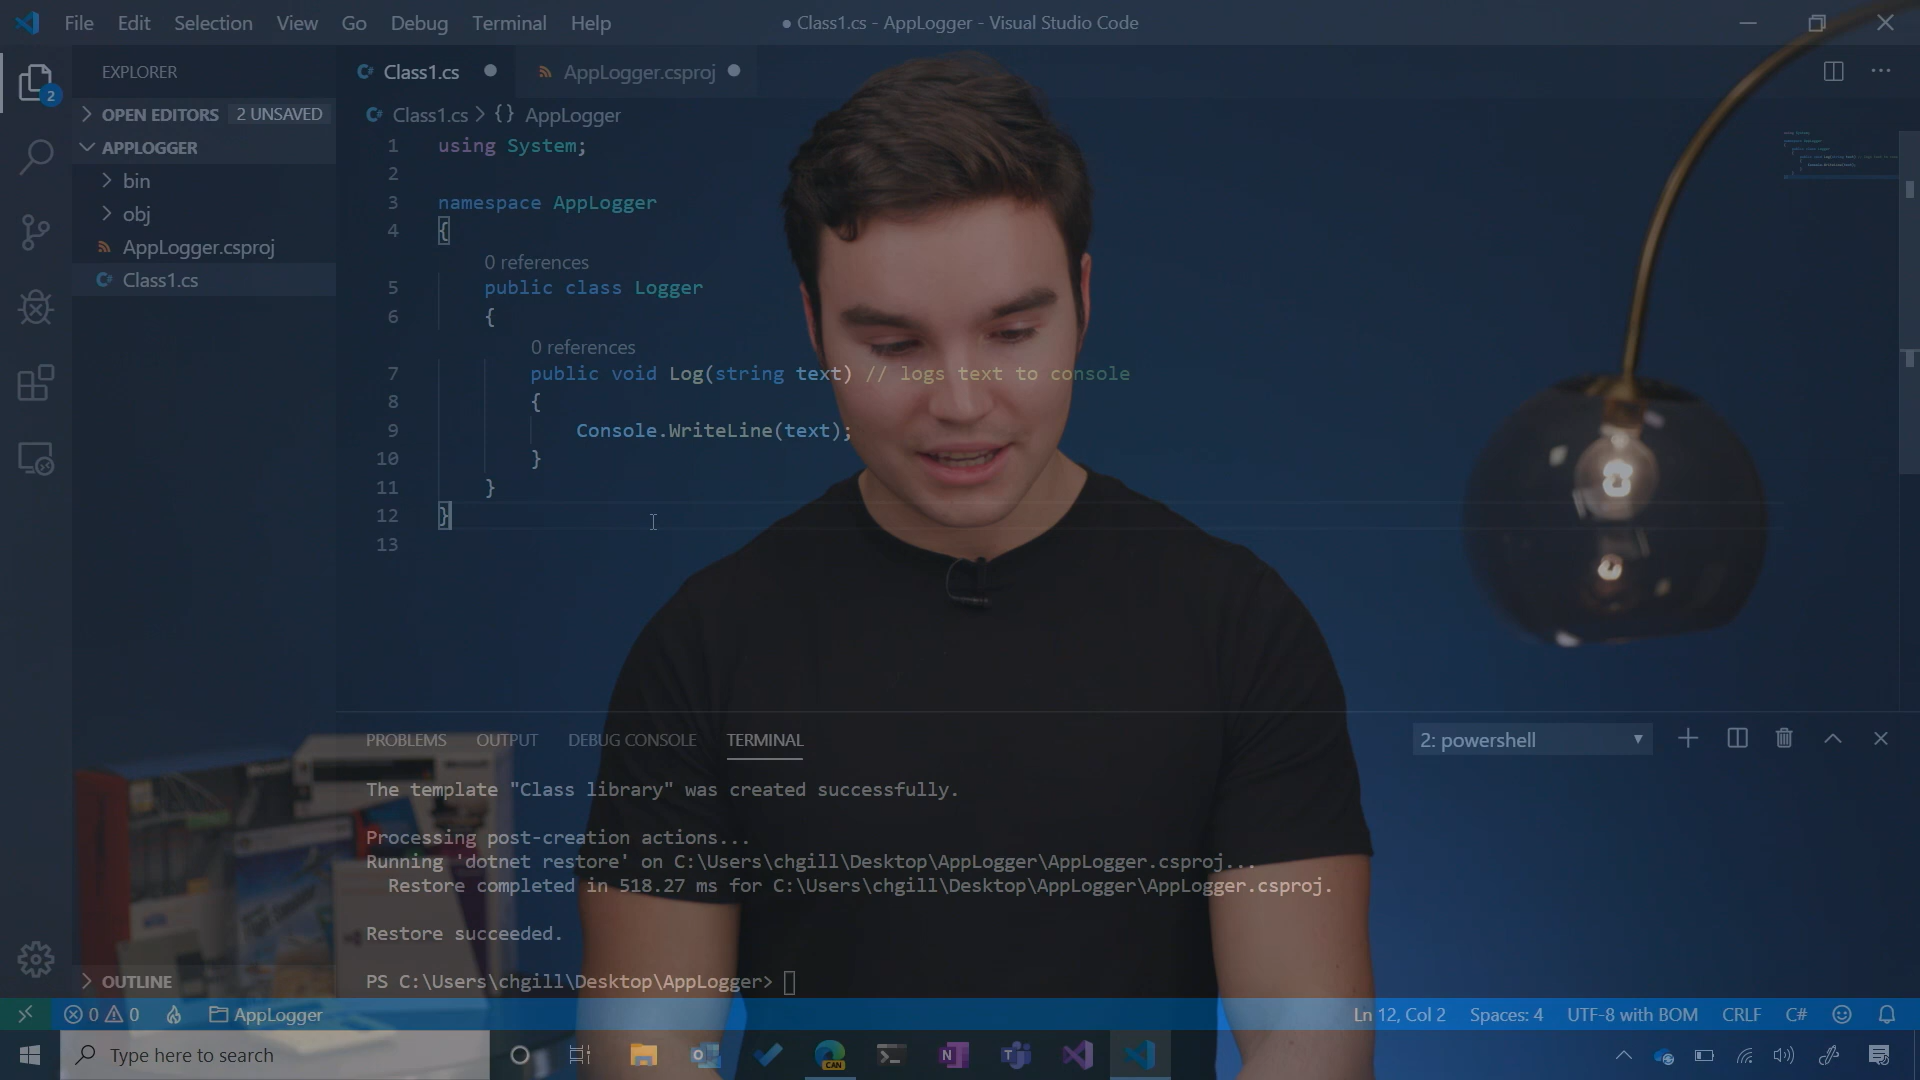 File Edit Selection View Go Debug Terminal Help
● Class1.cs - AppLogger - Visual Studio Code
EXPLORER
OPEN EDITORS 2 UNSAVED
APPLOGGER
bin
obj
AppLogger.csproj
C# Class1.cs
2
C# Class1.cs ●
AppLogger.csproj ●
C# Class1.cs > {} AppLogger
1 using System;
2
3 namespace AppLogger
4 {
0 references
5 public class Logger
6 {
0 references
7 public void Log(string text) // logs text to console
8 {
9 Console.WriteLine(text);
10 }
11 }
12 }
13
PROBLEMS OUTPUT DEBUG CONSOLE TERMINAL
2: powershell
The template "Class library" was created successfully.
Processing post-creation actions...
Running 'dotnet restore' on C:\Users\chgill\Desktop\AppLogger\AppLogger.csproj...
Restore completed in 518.27 ms for C:\Users\chgill\Desktop\AppLogger\AppLogger.csproj.
Restore succeeded.
PS C:\Users\chgill\Desktop\AppLogger>
OUTLINE
0 0 AppLogger
Ln 12, Col 2 Spaces: 4 UTF-8 with BOM CRLF C#
Type here to search
CAN